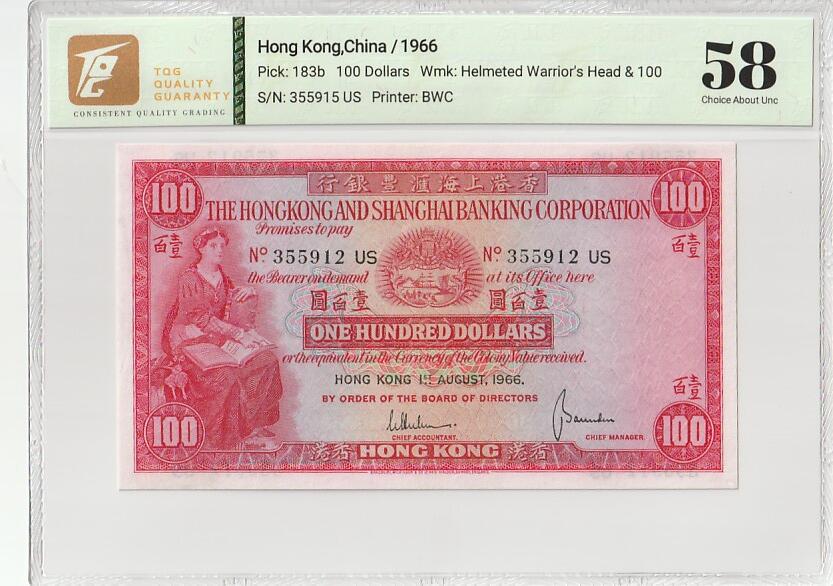 TQG
QUALITY
GUARANTY
CONSISTENT QUALITY GRADING
Hong Kong,China / 1966
Pick: 183b 100 Dollars Wmk: Helmeted Warrior's Head & 100
S/N: 355915 US Printer: BWC
58
Choice About Unc
行銀豐滙海上港香
100 100
THE HONGKONG AND SHANGHAI BANKING CORPORATION
Promises to pay
百壹 百壹
Nº 355912 US Nº 355912 US
the Bearer on demand at its Office here
圓百壹 圓百壹
ONE HUNDRED DOLLARS
or the equivalent in the Currency of the Colony Value received.
HONG KONG 1ST AUGUST, 1966.
百壹
BY ORDER OF THE BOARD OF DIRECTORS
CHIEF ACCOUNTANT. CHIEF MANAGER.
100 100
港香 HONG KONG 港香